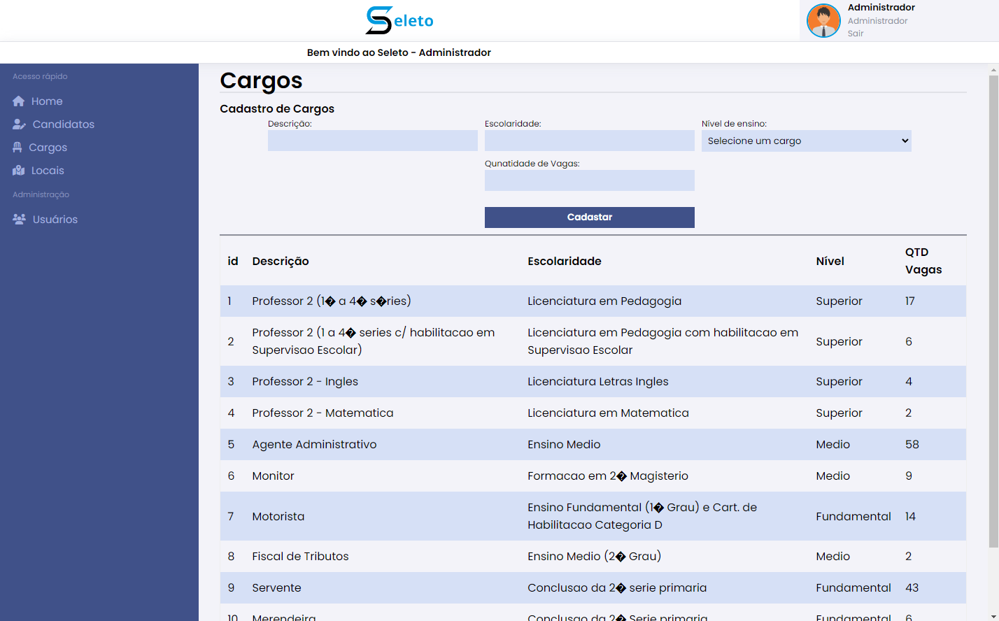 Seleto
Administrador
Administrador
Sair
Bem vindo ao Seleto - Administrador
Acesso rápido
Home
Candidatos
Cargos
Locais
Administração
Usuários
Cargos
Cadastro de Cargos
Descrição:
Escolaridade:
Nível de ensino:
Selecione um cargo
Qunatidade de Vagas:
Cadastar
id Descrição Escolaridade Nível QTD Vagas
1 Professor 2 (1� a 4� s�ries) Licenciatura em Pedagogia Superior 17
2 Professor 2 (1 a 4� series c/ habilitacao em Supervisao Escolar) Licenciatura em Pedagogia com habilitacao em Supervisao Escolar Superior 6
3 Professor 2 - Ingles Licenciatura Letras Ingles Superior 4
4 Professor 2 - Matematica Licenciatura em Matematica Superior 2
5 Agente Administrativo Ensino Medio Medio 58
6 Monitor Formacao em 2� Magisterio Medio 9
7 Motorista Ensino Fundamental (1� Grau) e Cart. de Habilitacao Categoria D Fundamental 14
8 Fiscal de Tributos Ensino Medio (2� Grau) Medio 2
9 Servente Conclusao da 2� serie primaria Fundamental 43
10 Merendeira Conclusao da 2� Serie primaria Fundamental 6